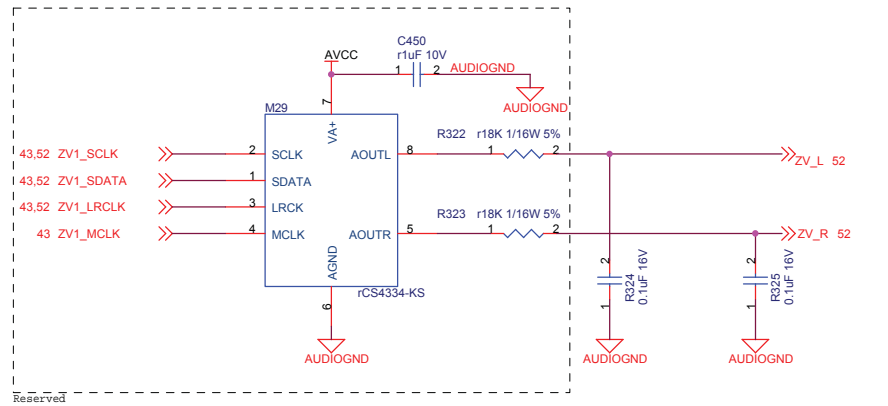 C450
r1uF 10V
AVCC
1
2
AUDIOGND
AUDIOGND
7
M29
VA+
R322 r18K 1/16W 5%
43,52 ZV1_SCLK
2
SCLK
AOUTL
8
1
2
ZV_L 52
43,52 ZV1_SDATA
1
SDATA
43,52 ZV1_LRCLK
3
LRCK
R323 r18K 1/16W 5%
43 ZV1_MCLK
4
MCLK
AOUTR
5
1
2
ZV_R 52
AGND
rCS4334-KS
6
AUDIOGND
2
1
R324
0.1uF 16V
AUDIOGND
2
1
R325
0.1uF 16V
AUDIOGND
Reserved